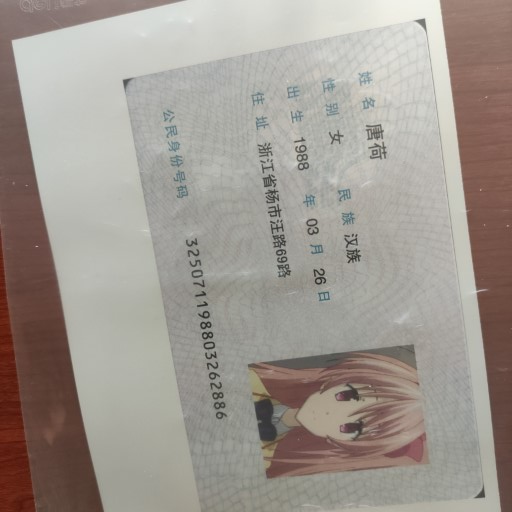 姓名 唐荷
性别 女 民族 汉族
出生 1988 年 03 月 26 日
住址 浙江省杨市汪路69路
公民身份号码 325071198803262886